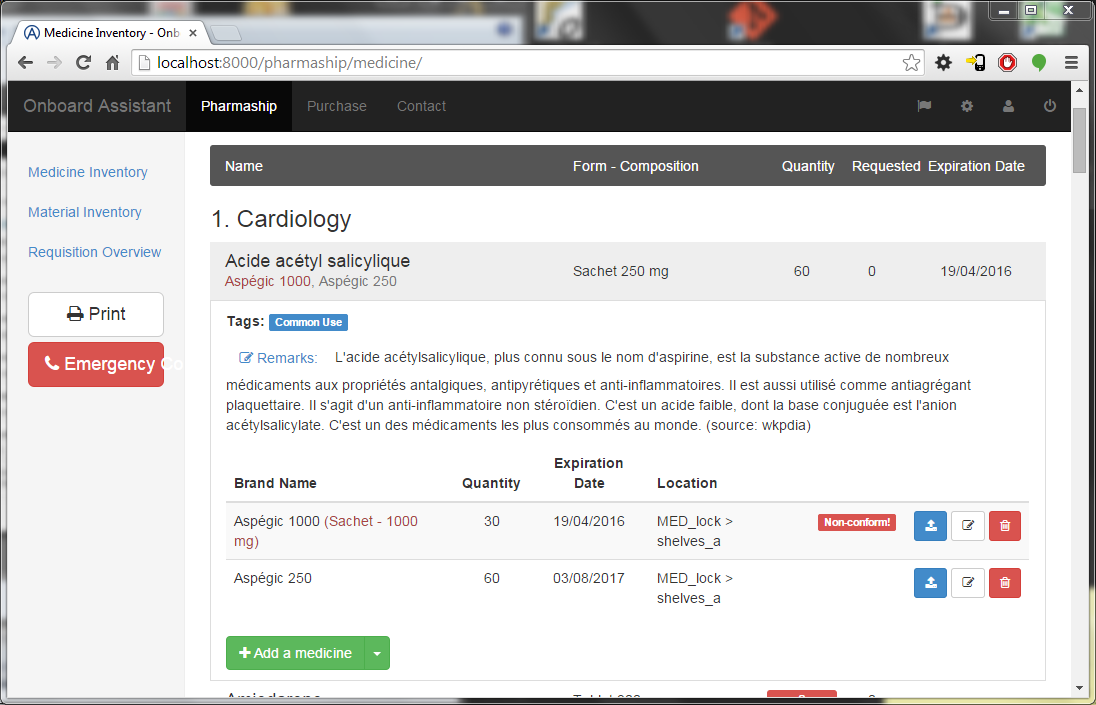 Medicine Inventory - Onb
localhost:8000/pharmaship/medicine/
Onboard Assistant Pharmaship Purchase Contact
Medicine Inventory
Material Inventory
Requisition Overview
Print
Emergency Co
Name Form - Composition Quantity Requested Expiration Date
1. Cardiology
Acide acétyl salicylique
Aspégic 1000, Aspégic 250
Sachet 250 mg 60 0 19/04/2016
Tags: Common Use
Remarks: L'acide acétylsalicylique, plus connu sous le nom d'aspirine, est la substance active de nombreux
médicaments aux propriétés antalgiques, antipyrétiques et anti-inflammatoires. Il est aussi utilisé comme antiagrégant
plaquettaire. Il s'agit d'un anti-inflammatoire non stéroïdien. C'est un acide faible, dont la base conjuguée est l'anion
acétylsalicylate. C'est un des médicaments les plus consommés au monde. (source: wkpdia)
Brand Name Quantity Expiration Date Location
Aspégic 1000 (Sachet - 1000 mg) 30 19/04/2016 MED_lock > shelves_a Non-conform!
Aspégic 250 60 03/08/2017 MED_lock > shelves_a
Add a medicine